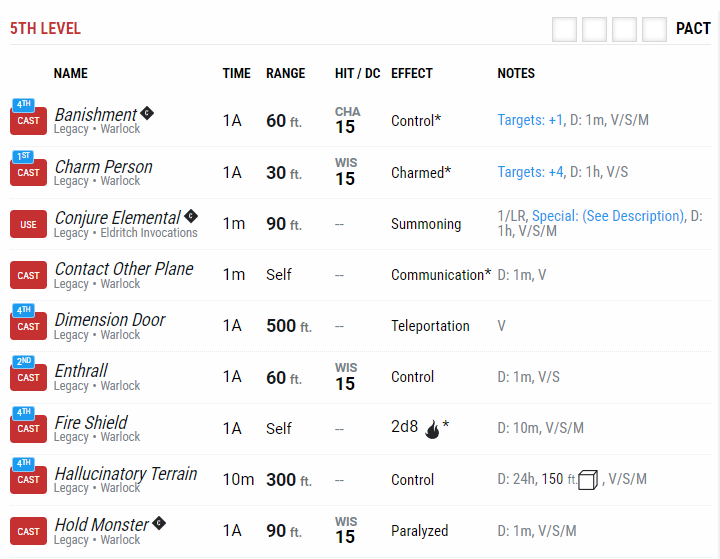 5TH LEVEL PACT
NAME TIME RANGE HIT / DC EFFECT NOTES
4TH
CAST Banishment C 1A 60 ft. CHA 15 Control* Targets: +1, D: 1m, V/S/M
Legacy • Warlock
1ST
CAST Charm Person 1A 30 ft. WIS 15 Charmed* Targets: +4, D: 1h, V/S
Legacy • Warlock
USE Conjure Elemental C 1m 90 ft. -- Summoning 1/LR, Special: (See Description), D:
Legacy • Eldritch Invocations 1h, V/S/M
CAST Contact Other Plane 1m Self -- Communication* D: 1m, V
Legacy • Warlock
4TH
CAST Dimension Door 1A 500 ft. -- Teleportation V
Legacy • Warlock
2ND
CAST Enthrall 1A 60 ft. WIS 15 Control D: 1m, V/S
Legacy • Warlock
4TH
CAST Fire Shield 1A Self -- 2d8 * D: 10m, V/S/M
Legacy • Warlock
4TH
CAST Hallucinatory Terrain 10m 300 ft. -- Control D: 24h, 150 ft. , V/S/M
Legacy • Warlock
CAST Hold Monster C 1A 90 ft. WIS 15 Paralyzed D: 1m, V/S/M
Legacy • Warlock